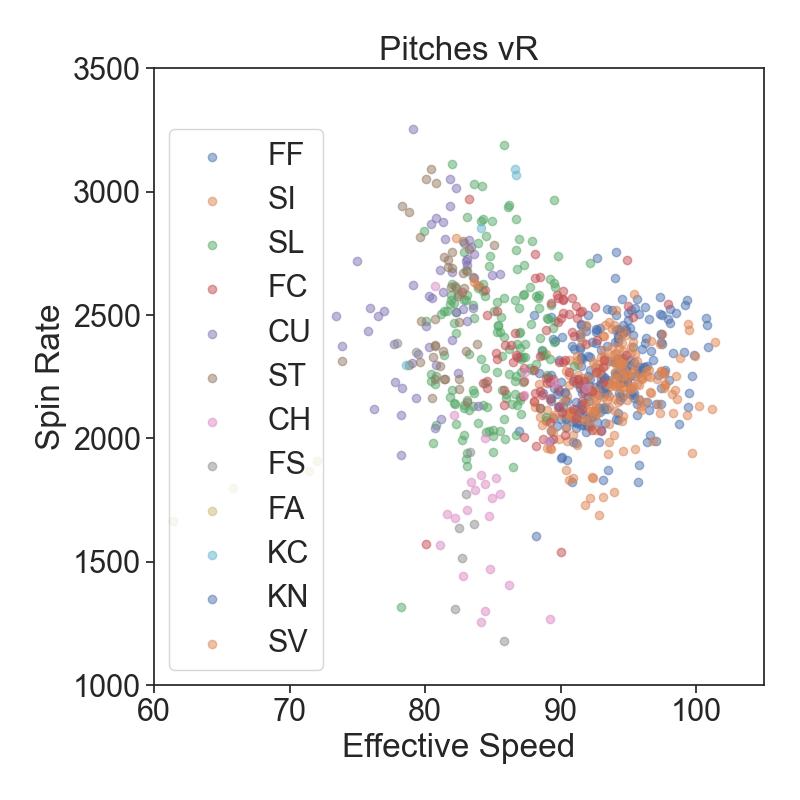 Pitches vR
3500
3000
2500
2000
1500
1000
Spin Rate
FF
SI
SL
FC
CU
ST
CH
FS
FA
KC
KN
SV
60 70 80 90 100
Effective Speed